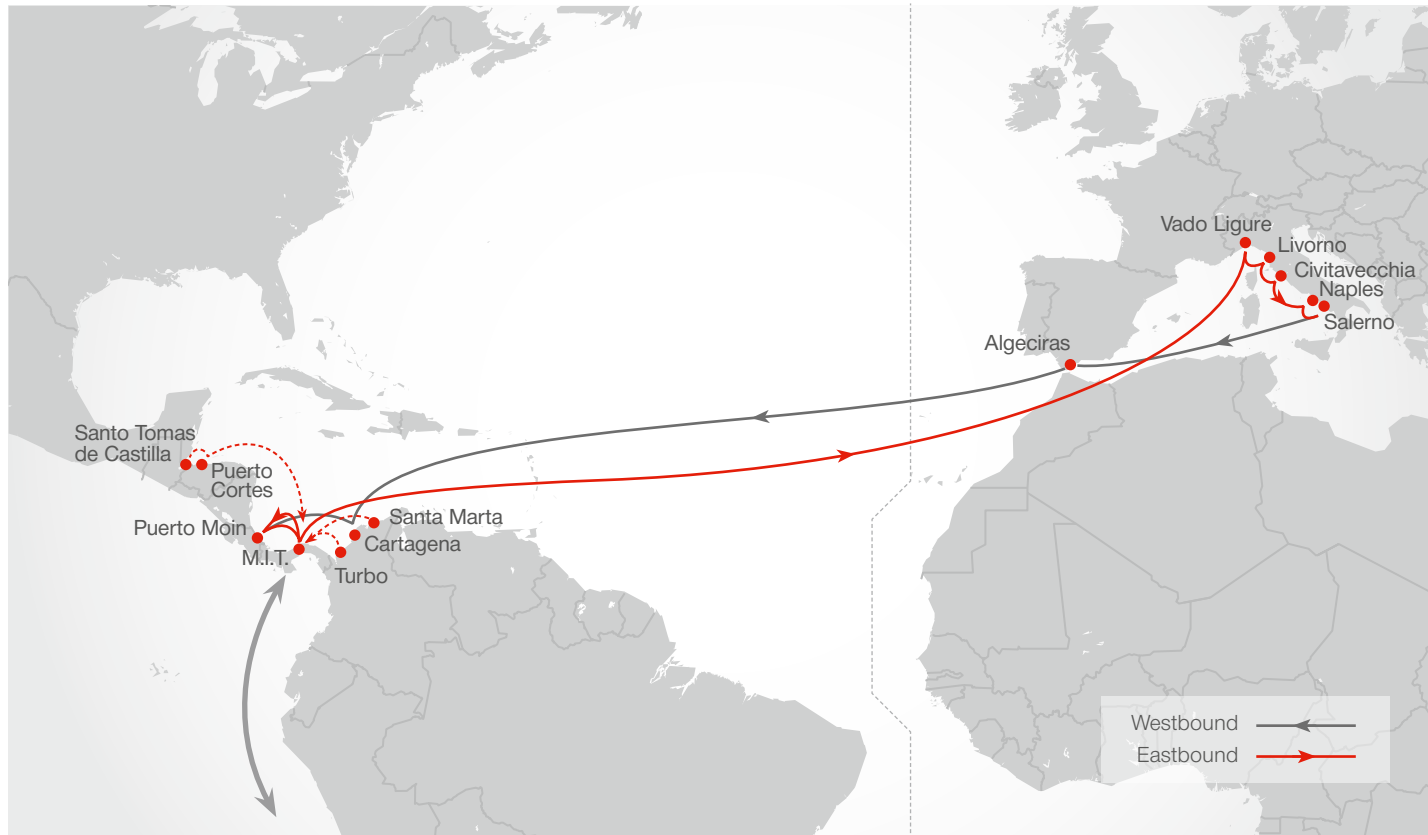 Vado Ligure
Livorno
Civitavecchia
Naples
Salerno
Algeciras
Santo Tomas
de Castilla
Puerto
Cortes
Puerto Moin
M.I.T.
Santa Marta
Cartagena
Turbo
Westbound
Eastbound